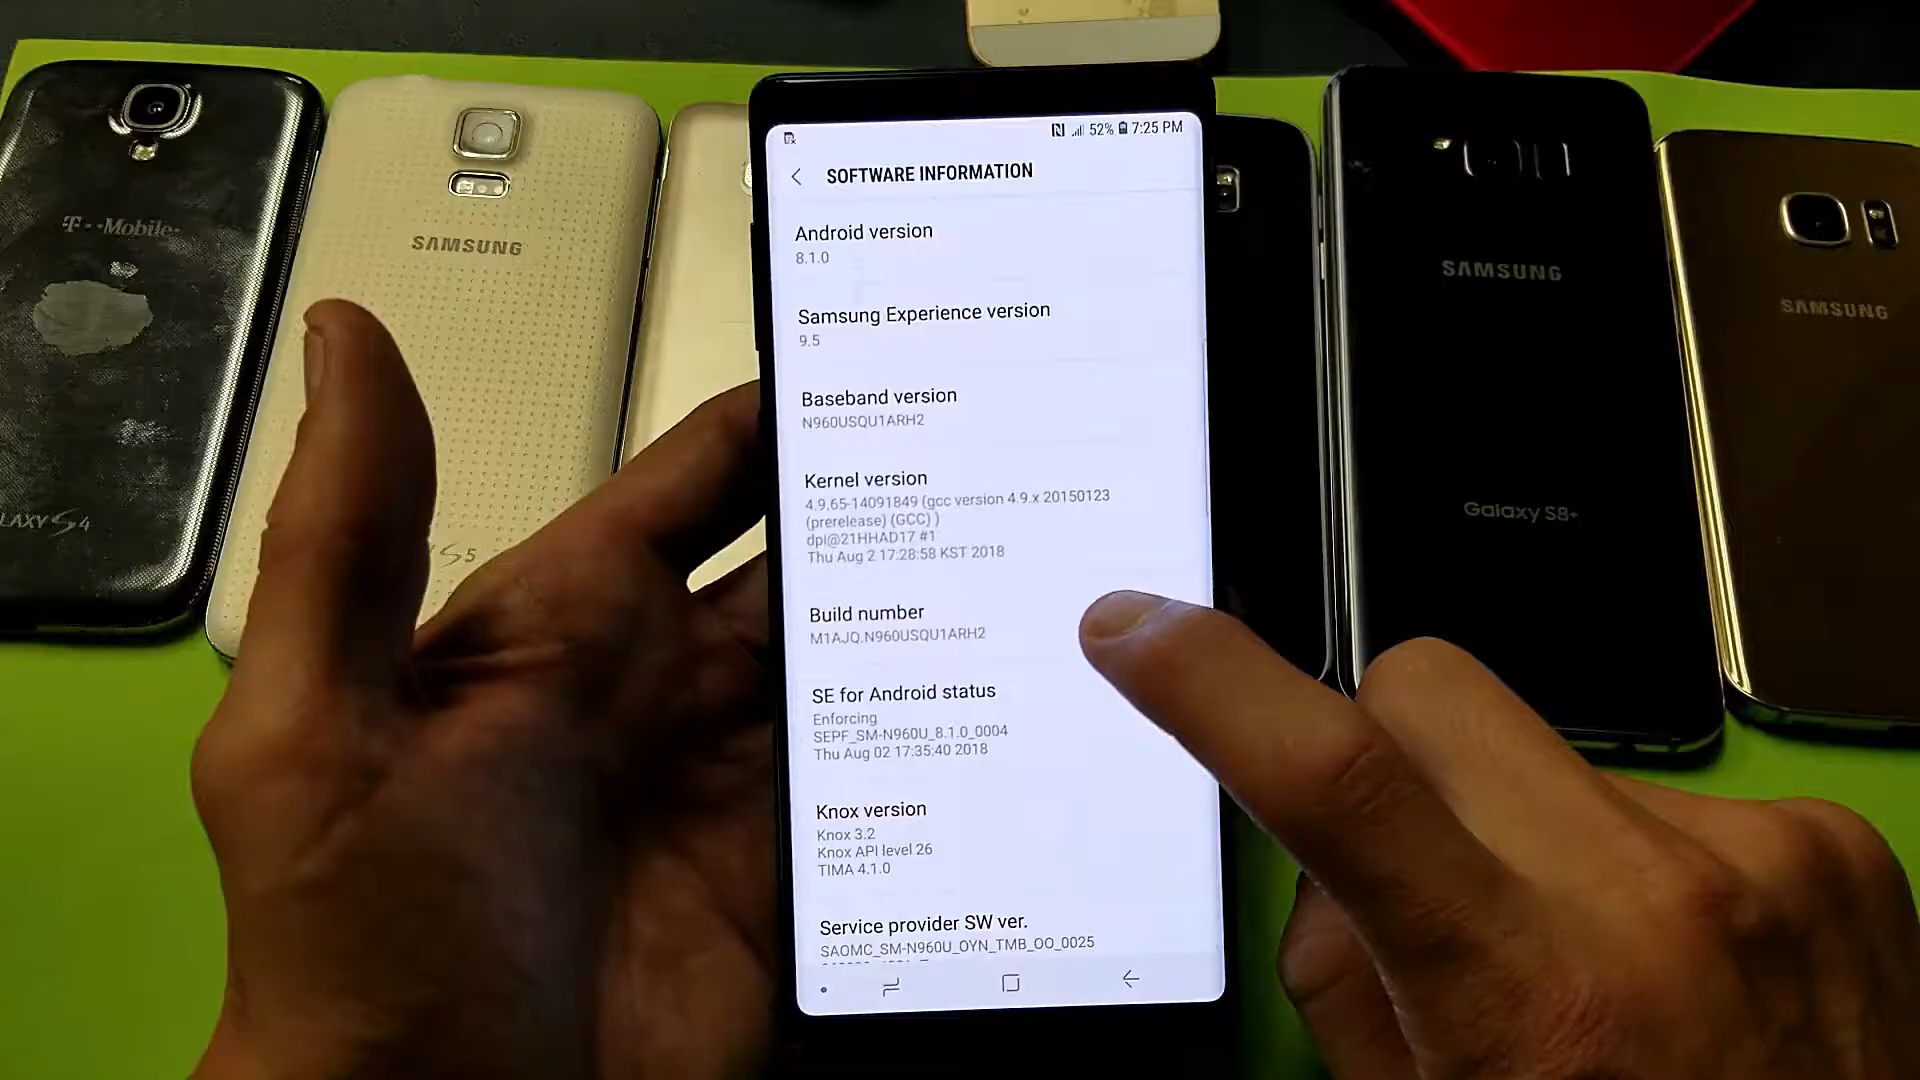 52% 7:25 PM
SOFTWARE INFORMATION
Android version
8.1.0
Samsung Experience version
9.5
Baseband version
N960USQU1ARH2
Kernel version
4.9.65-14091849 (gcc version 4.9.x 20150123
(prerelease) (GCC) )
dpi@21HHAD17 #1
Thu Aug 2 17:28:58 KST 2018
Build number
M1AJQ.N960USQU1ARH2
SE for Android status
Enforcing
SEPF_SM-N960U_8.1.0_0004
Thu Aug 02 17:35:40 2018
Knox version
Knox 3.2
Knox API level 26
TIMA 4.1.0
Service provider SW ver.
SAOMC_SM-N960U_OYN_TMB_OO_0025
T··Mobile·
LAXY S4
SAMSUNG
S5
SAMSUNG
Galaxy S8+
SAMSUNG